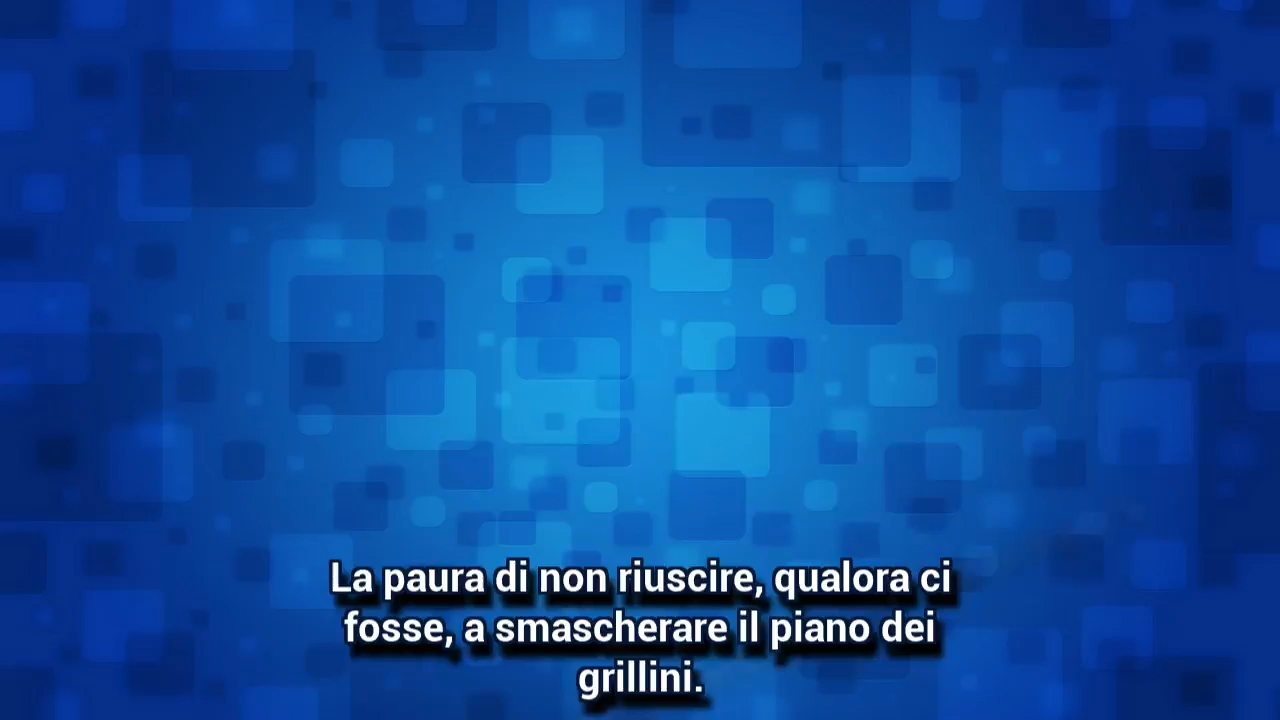 La paura di non riuscire, qualora ci
fosse, a smascherare il piano dei
grillini.